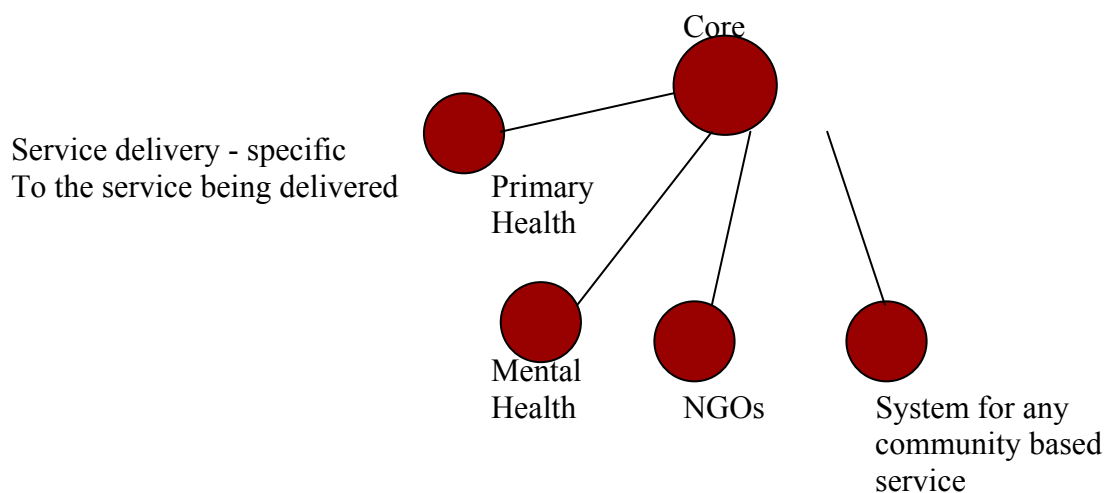 Core
Service delivery - specific
To the service being delivered
Primary
Health
Mental
Health
NGOs
System for any
community based
service